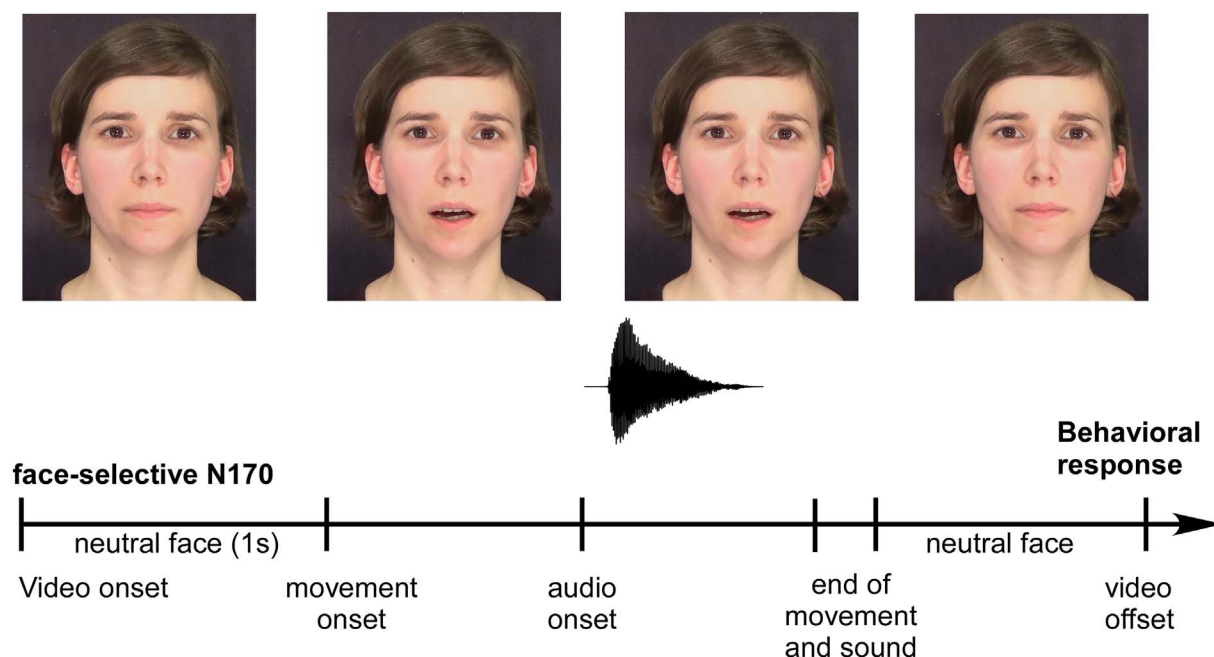 Behavioral
response
face-selective N170
neutral face (1s)
neutral face
Video onset
movement
onset
audio
onset
end of
movement
and sound
video
offset